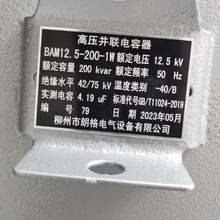 高压并联电容器
BAM12.5-200-1W 额定电压 12.5 kV
额定容量 200 kvar 额定频率 50 Hz
绝缘水平 42/75 kV 温度类别 -40/B
实测电容 4.19 uF 标准代号GB/T11024-2019
编号 79 日期 2023年05月
柳州市朗格电气设备有限公司